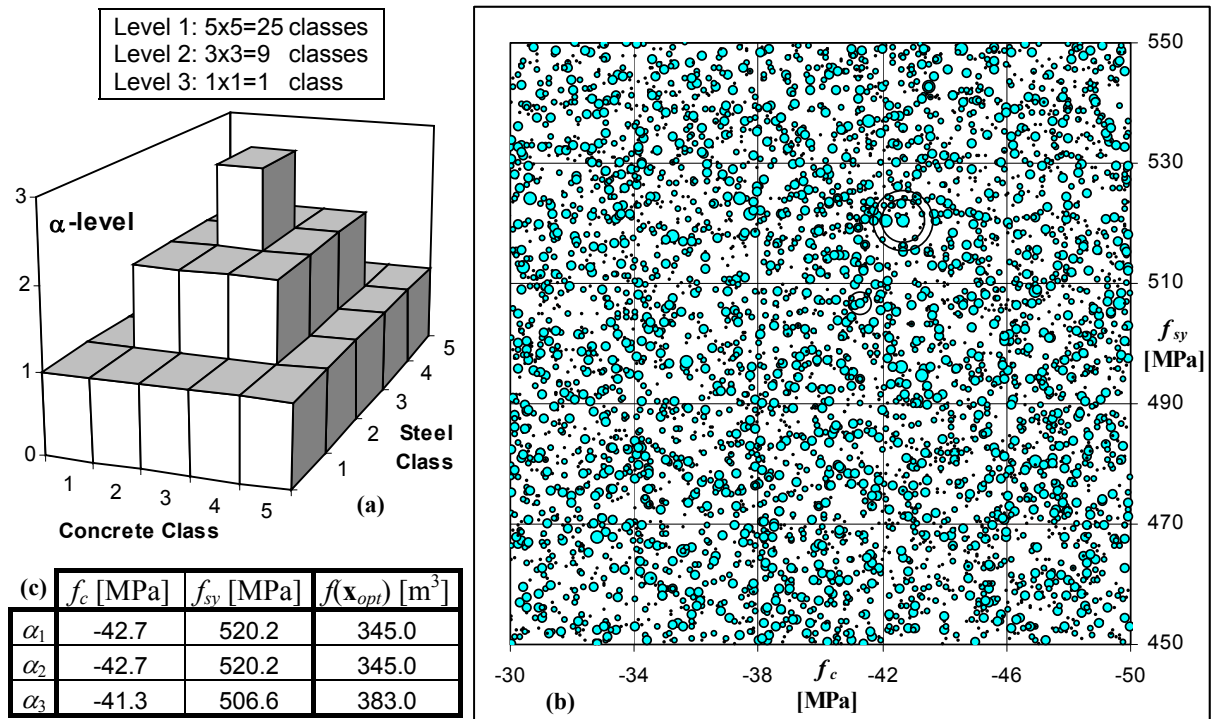 Level 1: 5x5=25 classes
Level 2: 3x3=9 classes
Level 3: 1x1=1 class
3
α-level
2
1
0
1 2 3 4 5
Concrete Class
1
2
3
4
5
Steel
Class
(a)
550
530
510
f_sy
[MPa]
490
470
450
-30 -34 -38 f_c -42 -46 -50
[MPa]
(b)
(c) f_c [MPa] f_sy [MPa] f(x_opt) [m³]
α₁ -42.7 520.2 345.0
α₂ -42.7 520.2 345.0
α₃ -41.3 506.6 383.0